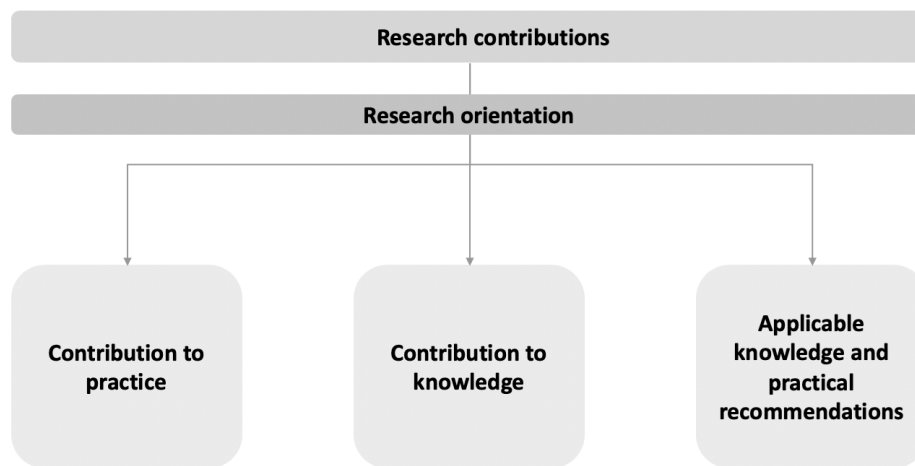 Research contributions
Research orientation
Contribution to
practice
Contribution to
knowledge
Applicable
knowledge and
practical
recommendations